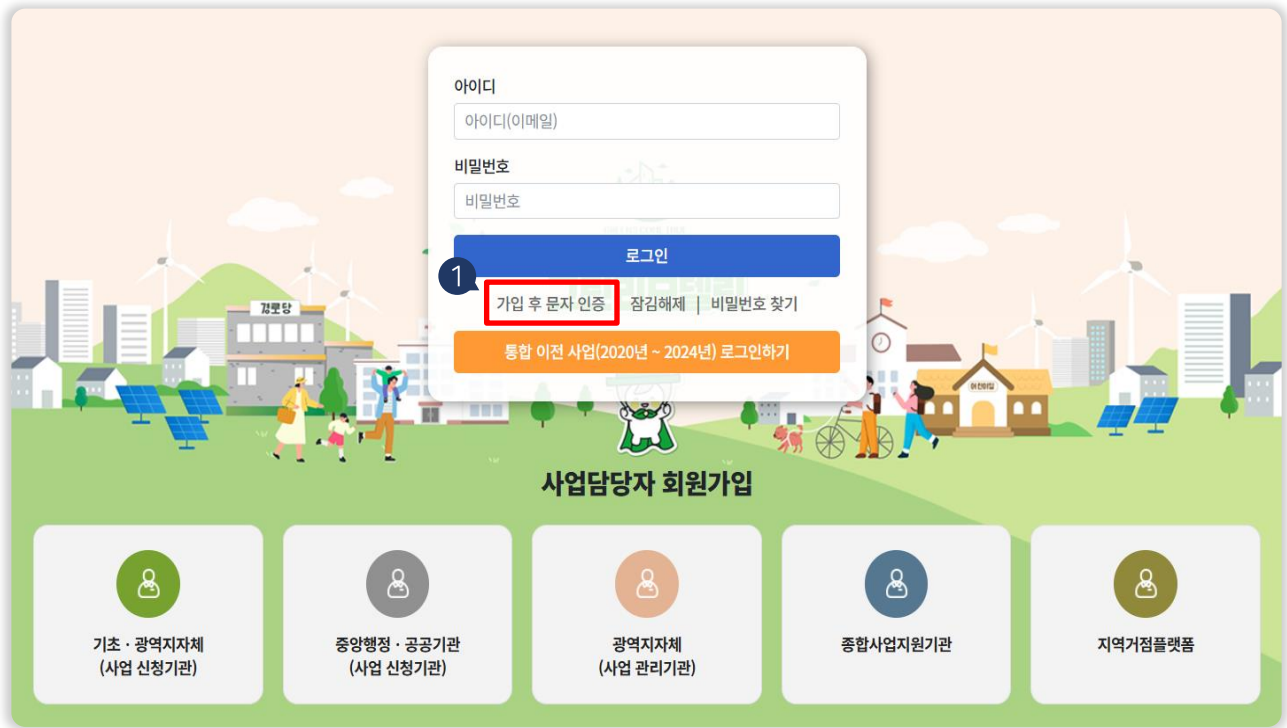 아이디
아이디(이메일)
비밀번호
비밀번호
로그인
1
가입 후 문자 인증 잠김해제 | 비밀번호 찾기
통합 이전 사업(2020년 ~ 2024년) 로그인하기
경로당
어린이집
사업담당자 회원가입
기초 · 광역지자체
(사업 신청기관)
중앙행정 · 공공기관
(사업 신청기관)
광역지자체
(사업 관리기관)
종합사업지원기관
지역거점플랫폼